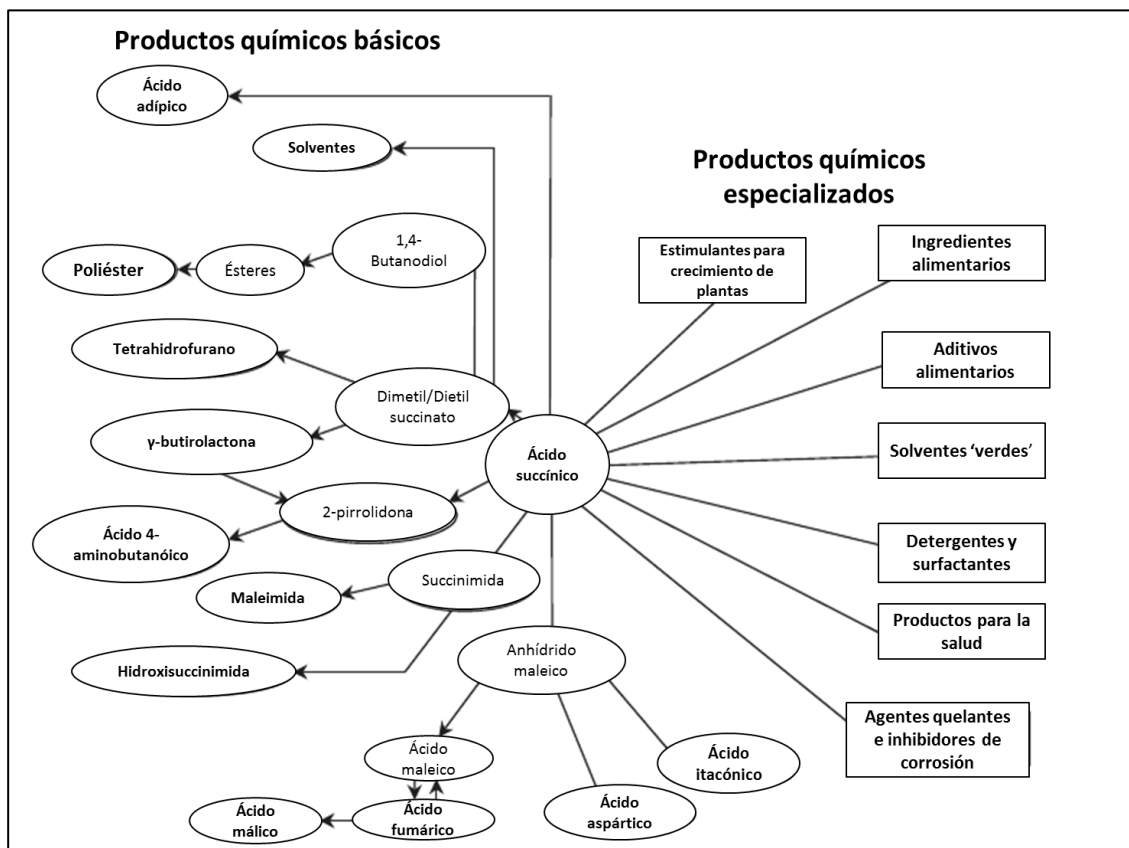 Productos químicos básicos
Ácido
adípico
Solventes
1,4-
Butanodiol
Ésteres
Poliéster
Tetrahidrofurano
Dimetil/Dietil
succinato
γ-butirolactona
2-pirrolidona
Ácido 4-
aminobutanóico
Succinimida
Maleimida
Hidroxisuccinimida
Anhídrido
maleico
Ácido
maleico
Ácido
fumárico
Ácido
málico
Ácido
aspártico
Ácido
itacónico
Ácido
succínico
Productos químicos
especializados
Estimulantes para
crecimiento de
plantas
Ingredientes
alimentarios
Aditivos
alimentarios
Solventes ‘verdes’
Detergentes y
surfactantes
Productos para la
salud
Agentes quelantes
e inhibidores de
corrosión